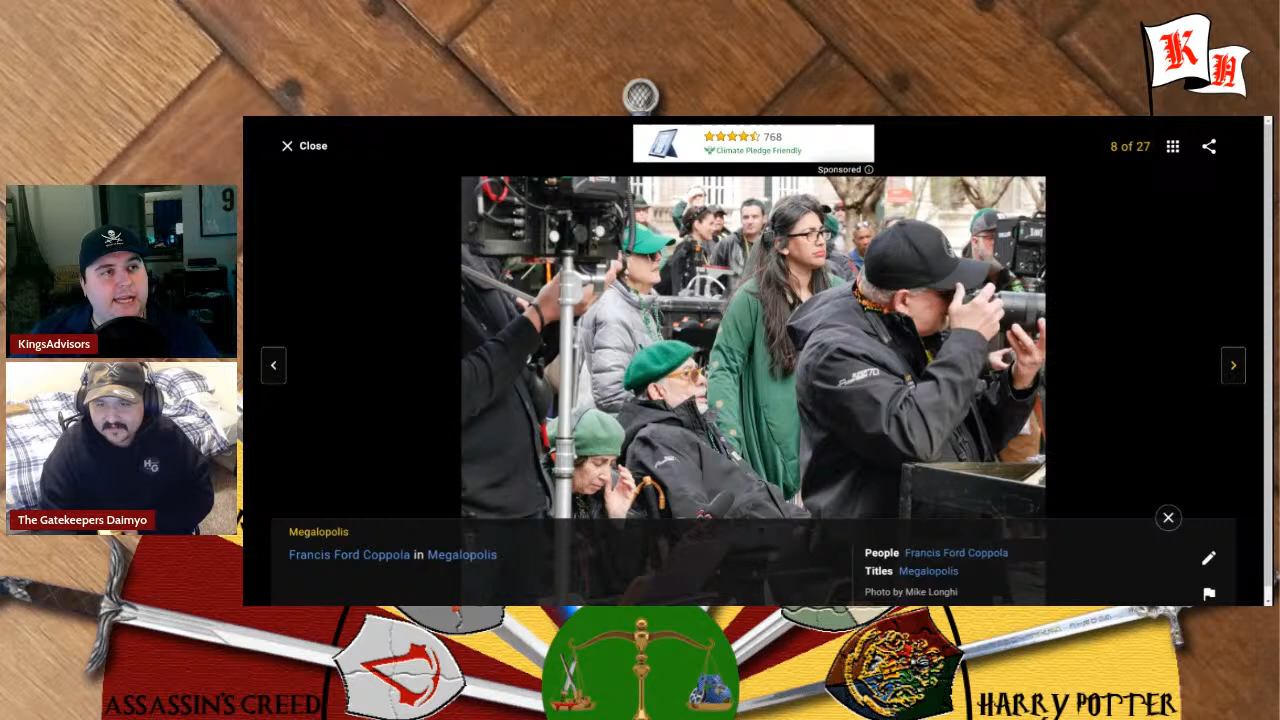 K H
9
Close
768
Climate Pledge Friendly
Sponsored
8 of 27
KingsAdvisors
H
G
The Gatekeepers Daimyo
Megalopolis
Francis Ford Coppola in Megalopolis
People Francis Ford Coppola
Titles Megalopolis
Photo by Mike Longhi
ASSASSIN'S CREED
HARRY POTTER